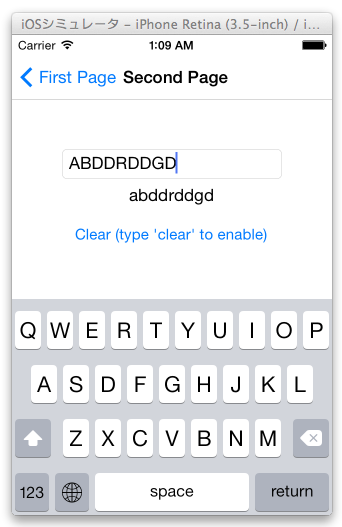 iOSシミュレータ – iPhone Retina (3.5-inch) / i...
Carrier 1:09 AM
First Page Second Page
ABDDRDDGD
abddrddgd
Clear (type 'clear' to enable)
Q W E R T Y U I O P
A S D F G H J K L
Z X C V B N M
123 space return